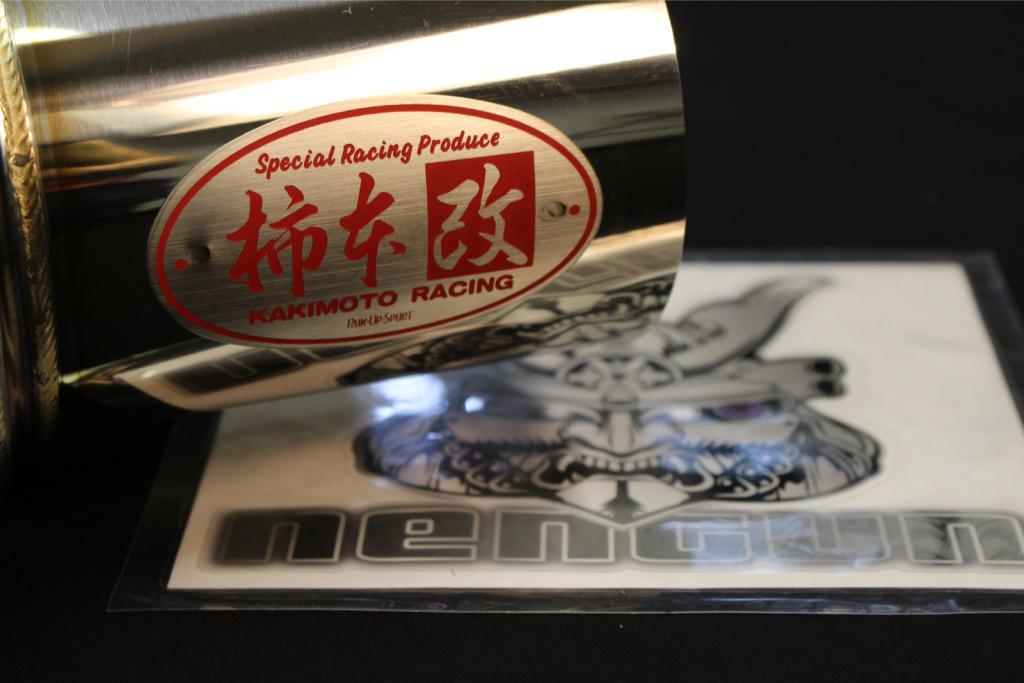 Special Racing Produce
柿本改
KAKIMOTO RACING
RUN-UP-SPORT
nengun